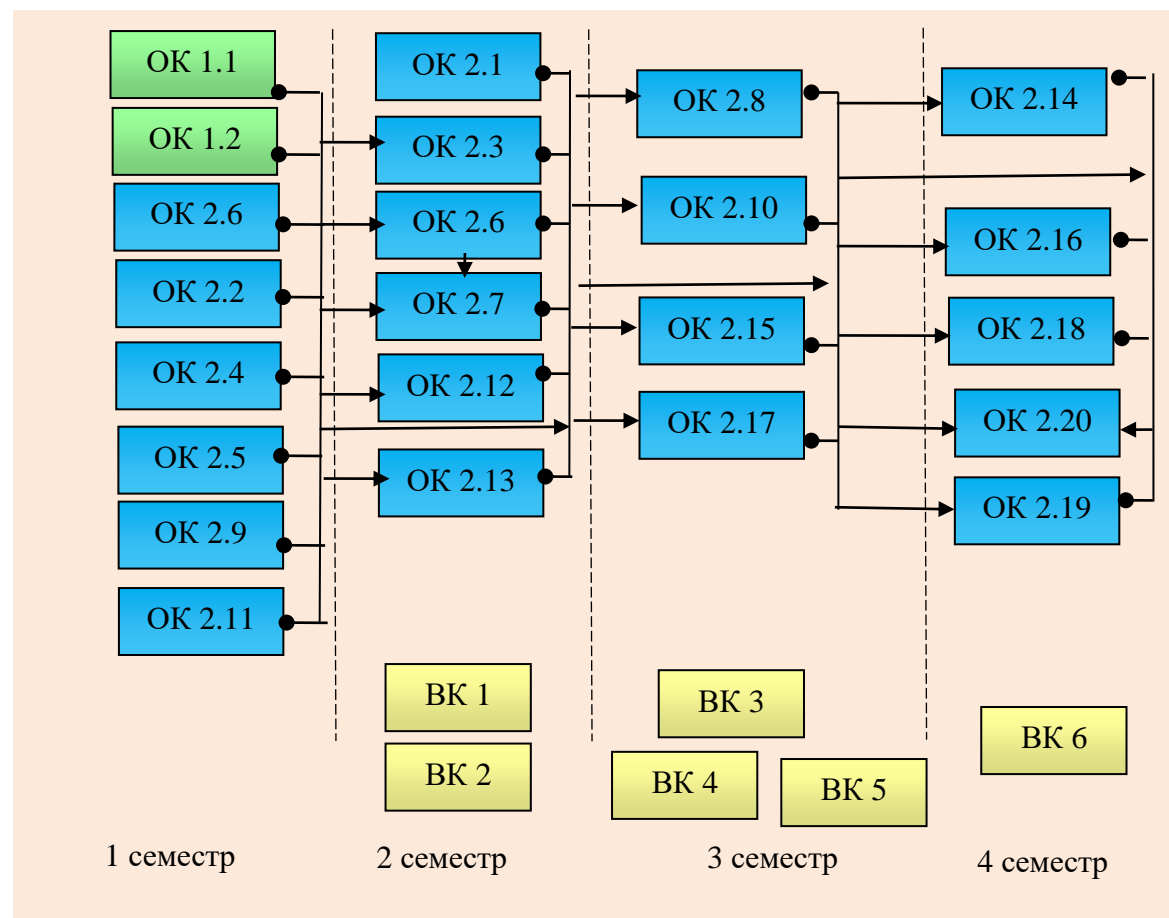 ОК 1.1
ОК 1.2
ОК 2.6
ОК 2.2
ОК 2.4
ОК 2.5
ОК 2.9
ОК 2.11
ОК 2.1
ОК 2.3
ОК 2.6
ОК 2.7
ОК 2.12
ОК 2.13
ВК 1
ВК 2
ОК 2.8
ОК 2.10
ОК 2.15
ОК 2.17
ВК 3
ВК 4
ВК 5
ОК 2.14
ОК 2.16
ОК 2.18
ОК 2.20
ОК 2.19
ВК 6
1 семестр
2 семестр
3 семестр
4 семестр